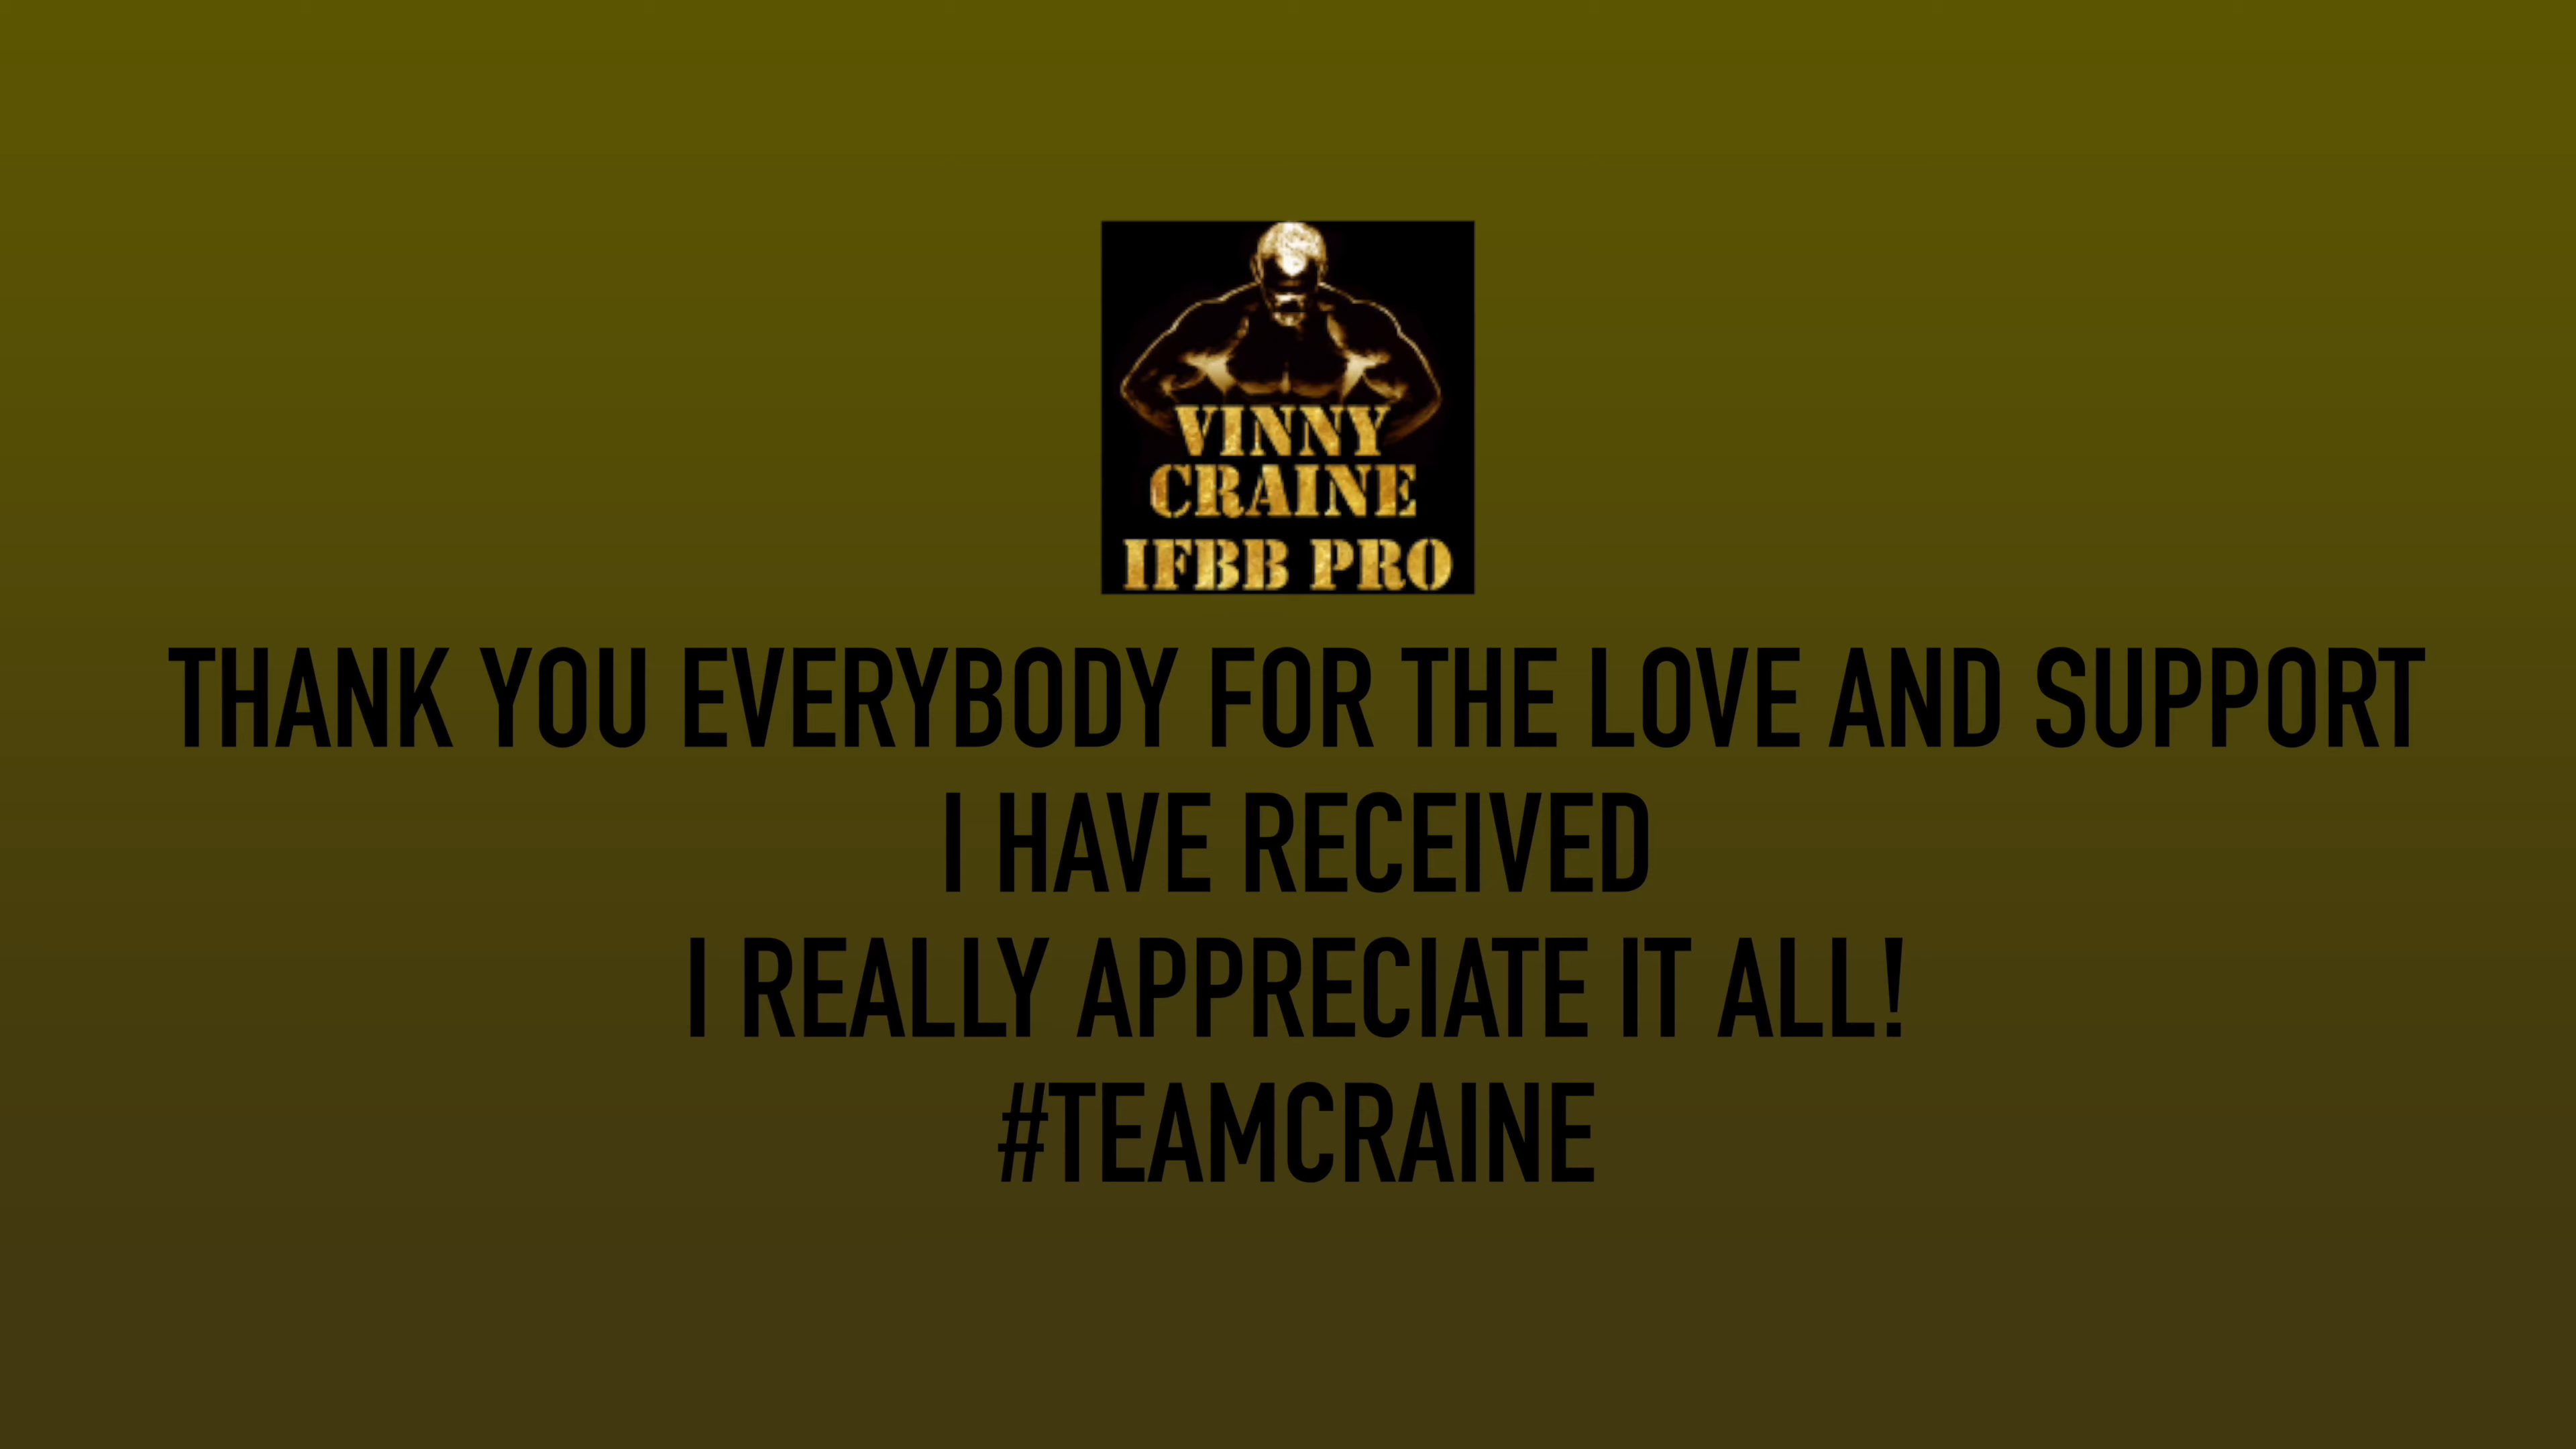 VINNY
CRAINE
IFBB PRO
THANK YOU EVERYBODY FOR THE LOVE AND SUPPORT
I HAVE RECEIVED
I REALLY APPRECIATE IT ALL!
#TEAMCRAINE